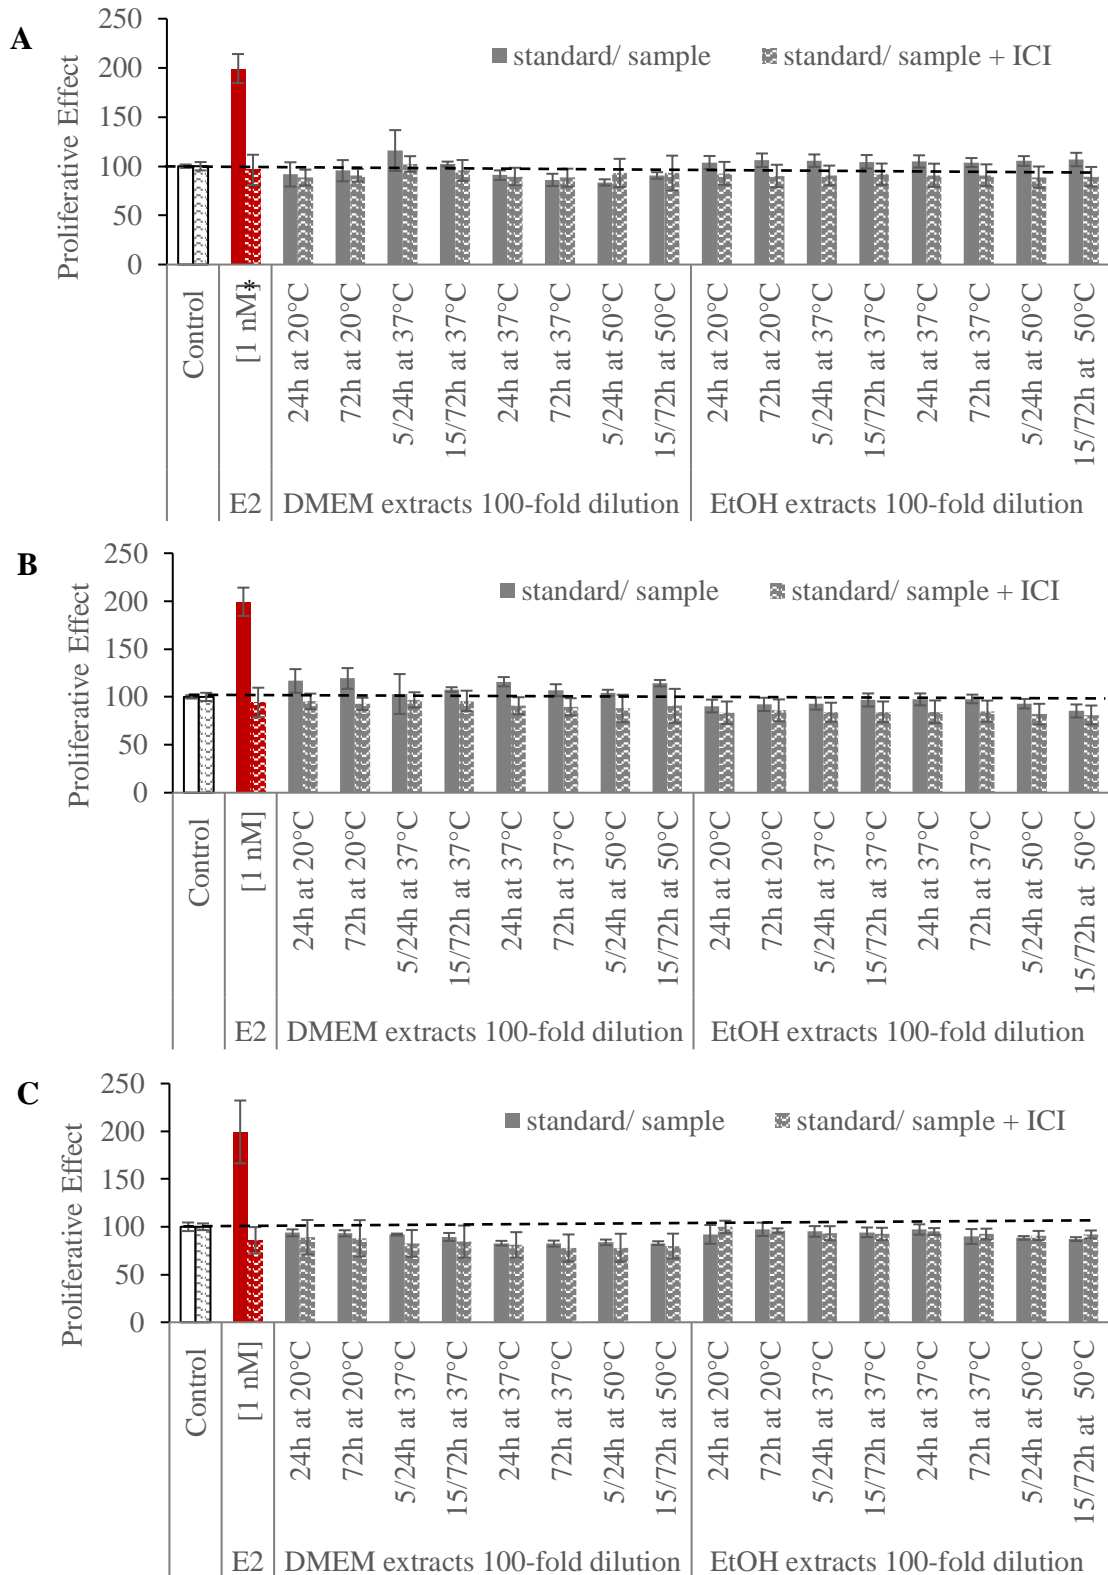 A
250
200
150
100
50
0
Proliferative Effect
standard/ sample
standard/ sample + ICI
Control
[1 nM]*
24h at 20°C
72h at 20°C
5/24h at 37°C
15/72h at 37°C
24h at 37°C
72h at 37°C
5/24h at 50°C
15/72h at 50°C
24h at 20°C
72h at 20°C
5/24h at 37°C
15/72h at 37°C
24h at 37°C
72h at 37°C
5/24h at 50°C
15/72h at 50°C
E2
DMEM extracts 100-fold dilution
EtOH extracts 100-fold dilution
B
250
200
150
100
50
0
Proliferative Effect
standard/ sample
standard/ sample + ICI
Control
[1 nM]
24h at 20°C
72h at 20°C
5/24h at 37°C
15/72h at 37°C
24h at 37°C
72h at 37°C
5/24h at 50°C
15/72h at 50°C
24h at 20°C
72h at 20°C
5/24h at 37°C
15/72h at 37°C
24h at 37°C
72h at 37°C
5/24h at 50°C
15/72h at 50°C
E2
DMEM extracts 100-fold dilution
EtOH extracts 100-fold dilution
C
250
200
150
100
50
0
Proliferative Effect
standard/ sample
standard/ sample + ICI
Control
[1 nM]
24h at 20°C
72h at 20°C
5/24h at 37°C
15/72h at 37°C
24h at 37°C
72h at 37°C
5/24h at 50°C
15/72h at 50°C
24h at 20°C
72h at 20°C
5/24h at 37°C
15/72h at 37°C
24h at 37°C
72h at 37°C
5/24h at 50°C
15/72h at 50°C
E2
DMEM extracts 100-fold dilution
EtOH extracts 100-fold dilution